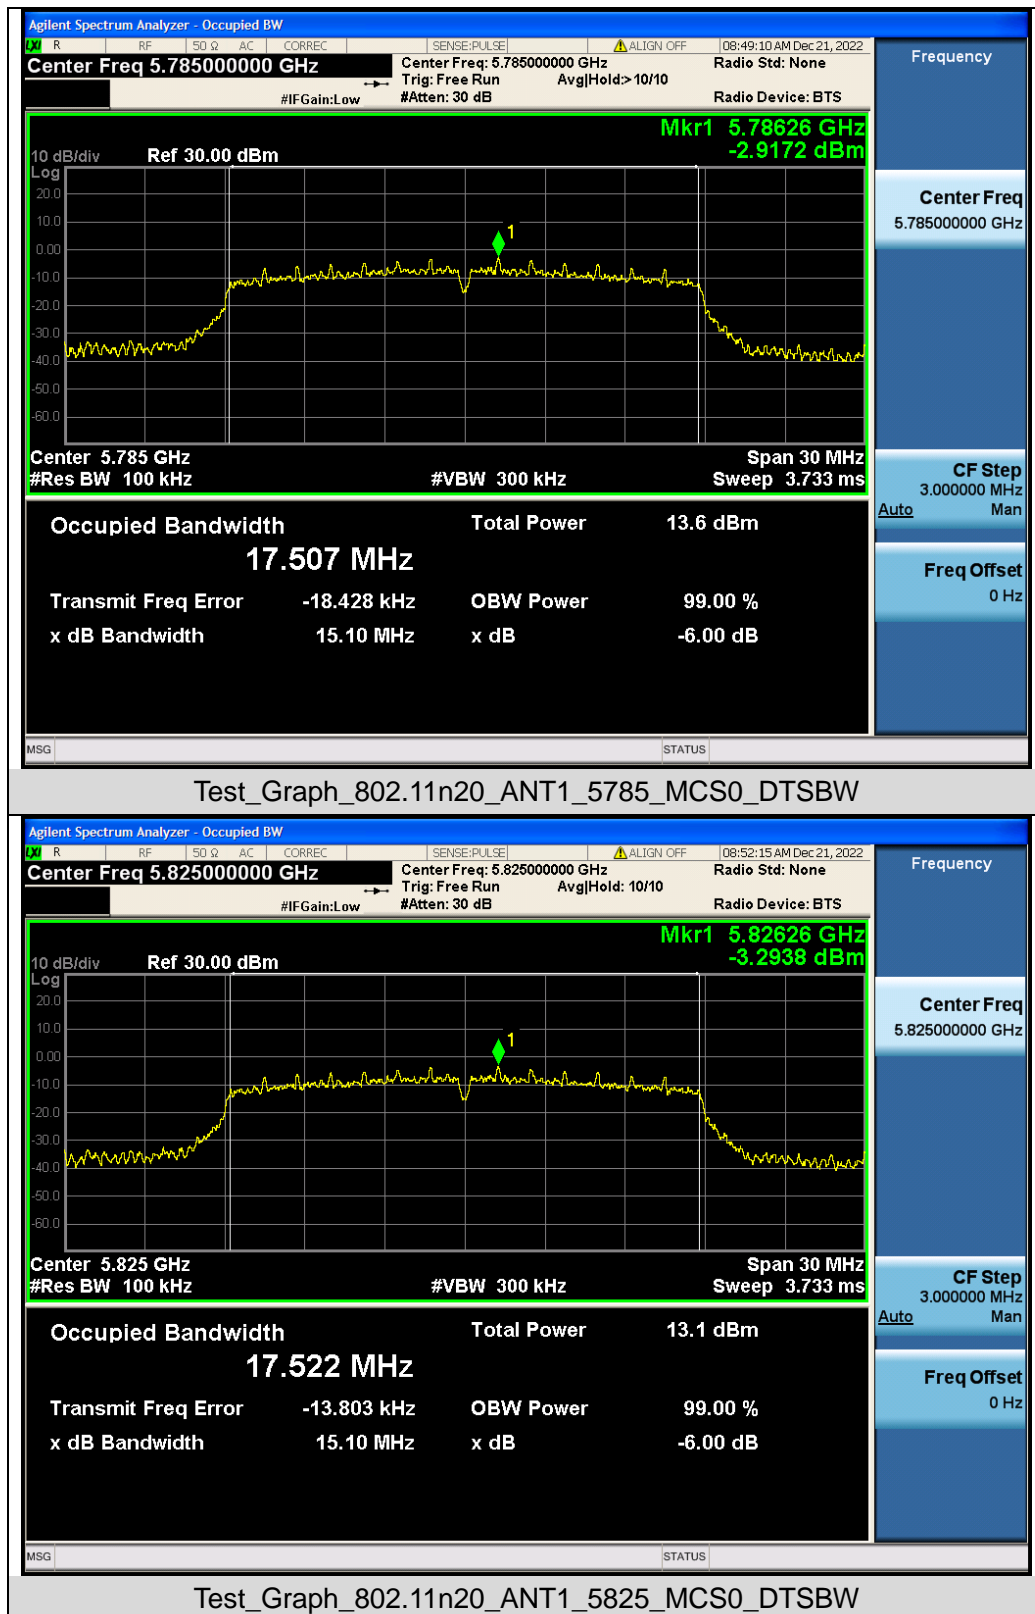 Agilent Spectrum Analyzer - Occupied BW
LXI R RF 50 Ω AC CORREC SENSE:PULSE ALIGN OFF 08:49:10 AM Dec 21, 2022
Center Freq 5.785000000 GHz
Center Freq: 5.785000000 GHz Radio Std: None
Trig: Free Run Avg|Hold:>10/10
#IFGain:Low #Atten: 30 dB Radio Device: BTS
Frequency
Mkr1 5.78626 GHz
-2.9172 dBm
10 dB/div Ref 30.00 dBm
Log
20.0
10.0
0.00
-10.0
-20.0
-30.0
-40.0
-50.0
-60.0
1
Center 5.785 GHz Span 30 MHz
#Res BW 100 kHz #VBW 300 kHz Sweep 3.733 ms
Center Freq
5.785000000 GHz
CF Step
3.000000 MHz
Auto Man
Freq Offset
0 Hz
Occupied Bandwidth Total Power 13.6 dBm
17.507 MHz
Transmit Freq Error -18.428 kHz OBW Power 99.00 %
x dB Bandwidth 15.10 MHz x dB -6.00 dB
MSG STATUS
Test_Graph_802.11n20_ANT1_5785_MCS0_DTSBW
Agilent Spectrum Analyzer - Occupied BW
LXI R RF 50 Ω AC CORREC SENSE:PULSE ALIGN OFF 08:52:15 AM Dec 21, 2022
Center Freq 5.825000000 GHz
Center Freq: 5.825000000 GHz Radio Std: None
Trig: Free Run Avg|Hold: 10/10
#IFGain:Low #Atten: 30 dB Radio Device: BTS
Frequency
Mkr1 5.82626 GHz
-3.2938 dBm
10 dB/div Ref 30.00 dBm
Log
20.0
10.0
0.00
-10.0
-20.0
-30.0
-40.0
-50.0
-60.0
1
Center 5.825 GHz Span 30 MHz
#Res BW 100 kHz #VBW 300 kHz Sweep 3.733 ms
Center Freq
5.825000000 GHz
CF Step
3.000000 MHz
Auto Man
Freq Offset
0 Hz
Occupied Bandwidth Total Power 13.1 dBm
17.522 MHz
Transmit Freq Error -13.803 kHz OBW Power 99.00 %
x dB Bandwidth 15.10 MHz x dB -6.00 dB
MSG STATUS
Test_Graph_802.11n20_ANT1_5825_MCS0_DTSBW